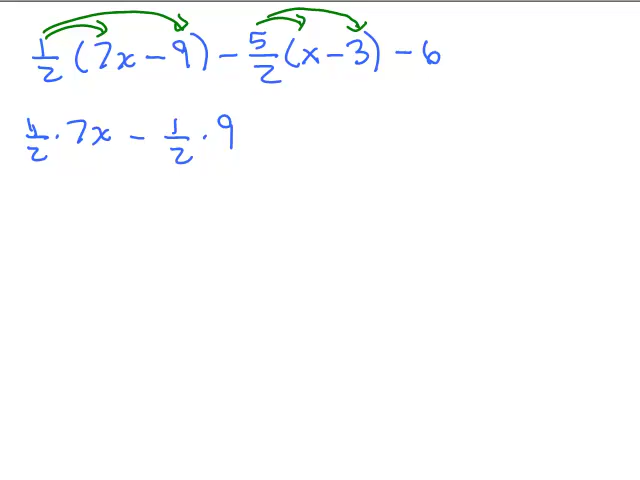 1/2 (7x − 9) − 5/2 (x − 3) − 6
1/2 · 7x − 1/2 · 9